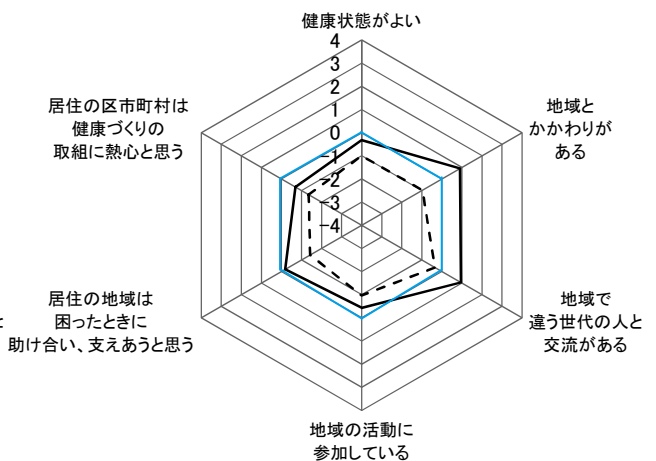 健康状態がよい
4
3
2
1
0
−1
−2
−3
−4
地域と
かかわりが
ある
地域で
違う世代の人と
交流がある
地域の活動に
参加している
居住の地域は
困ったときに
助け合い、支えあうと思う
居住の区市町村は
健康づくりの
取組に熱心と思う